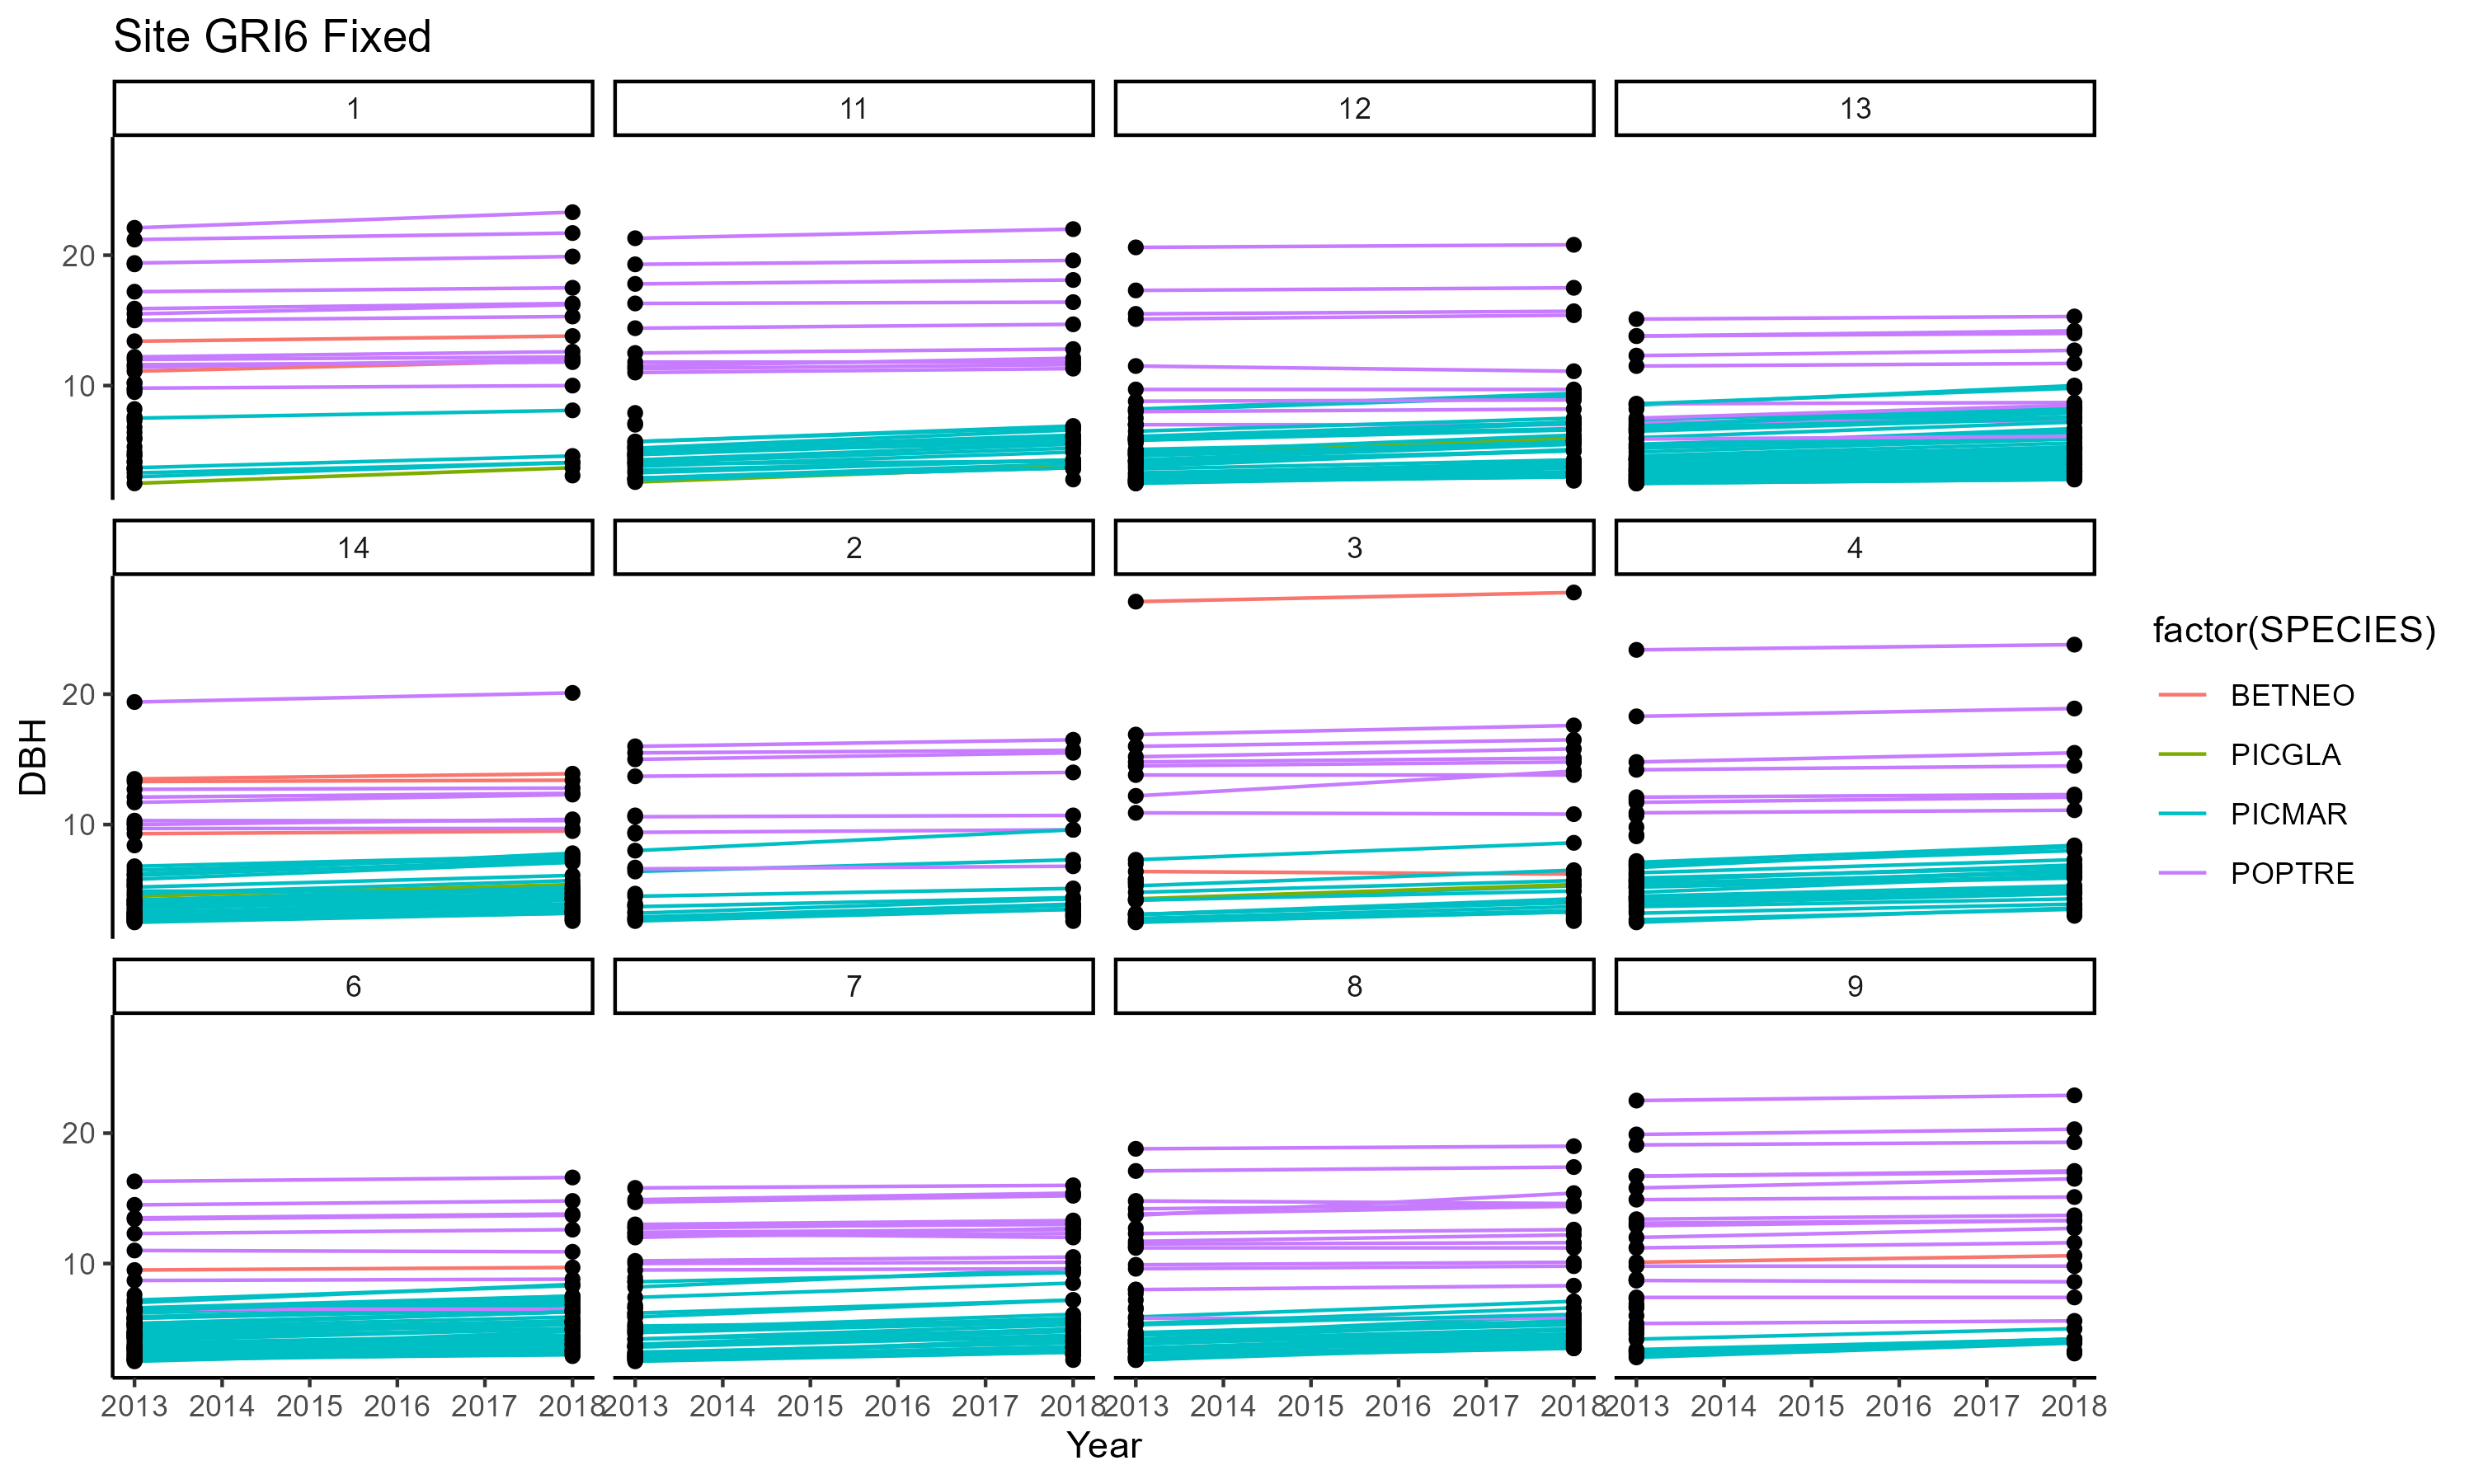 Site GRI6 Fixed
1 11 12 13
20
10
14 2 3 4
20
10
DBH
factor(SPECIES)
BETNEO
PICGLA
PICMAR
POPTRE
6 7 8 9
20
10
2013 2014 2015 2016 2017 2018 2013 2014 2015 2016 2017 2018 2013 2014 2015 2016 2017 2018 2013 2014 2015 2016 2017 2018
Year